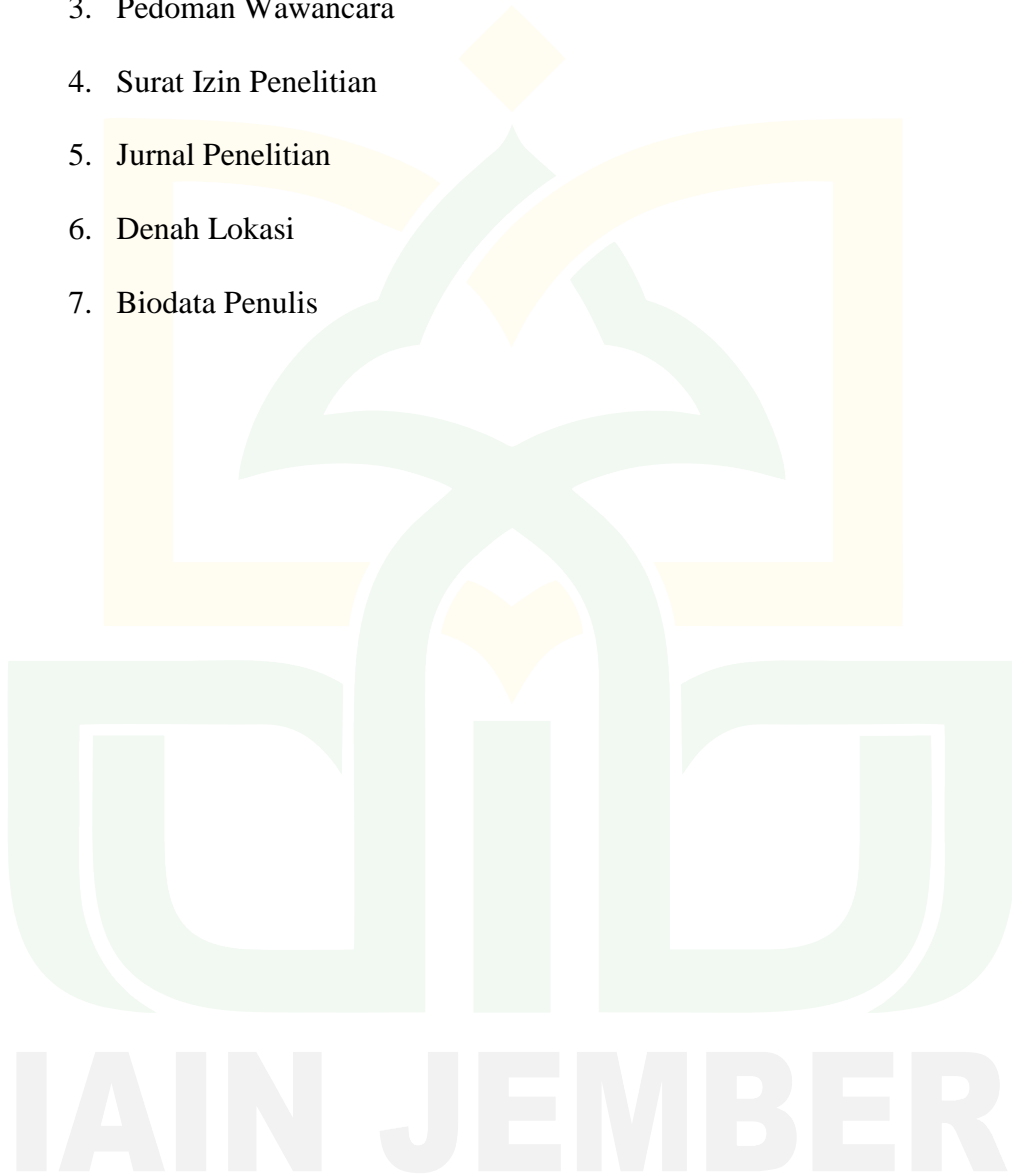 3. Pedoman Wawancara
4. Surat Izin Penelitian
5. Jurnal Penelitian
6. Denah Lokasi
7. Biodata Penulis
IAIN JEMBER